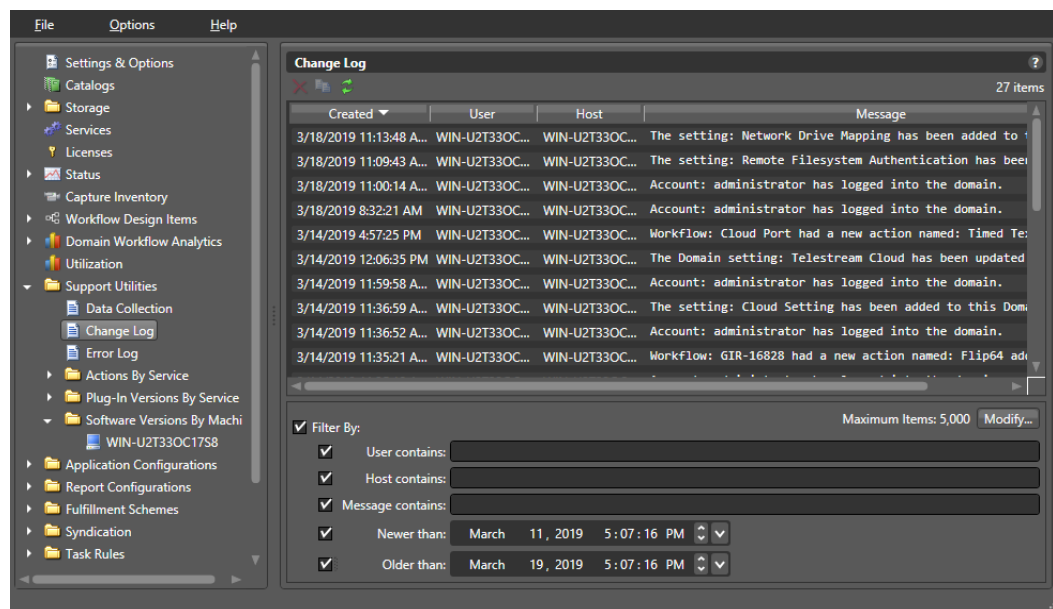 File Options Help
Settings & Options
Catalogs
Storage
Services
Licenses
Status
Capture Inventory
Workflow Design Items
Domain Workflow Analytics
Utilization
Support Utilities
Data Collection
Change Log
Error Log
Actions By Service
Plug-In Versions By Service
Software Versions By Machi
WIN-U2T33OC17S8
Application Configurations
Report Configurations
Fulfillment Schemes
Syndication
Task Rules
Change Log ?
27 items
Created User Host Message
3/18/2019 11:13:48 A... WIN-U2T33OC... WIN-U2T33OC... The setting: Network Drive Mapping has been added to
3/18/2019 11:09:43 A... WIN-U2T33OC... WIN-U2T33OC... The setting: Remote Filesystem Authentication has been
3/18/2019 11:00:14 A... WIN-U2T33OC... WIN-U2T33OC... Account: administrator has logged into the domain.
3/18/2019 8:32:21 AM WIN-U2T33OC... WIN-U2T33OC... Account: administrator has logged into the domain.
3/14/2019 4:57:25 PM WIN-U2T33OC... WIN-U2T33OC... Workflow: Cloud Port had a new action named: Timed Te
3/14/2019 12:06:35 PM WIN-U2T33OC... WIN-U2T33OC... The Domain setting: Telestream Cloud has been updated
3/14/2019 11:59:58 A... WIN-U2T33OC... WIN-U2T33OC... Account: administrator has logged into the domain.
3/14/2019 11:36:59 A... WIN-U2T33OC... WIN-U2T33OC... The setting: Cloud Setting has been added to this Dom
3/14/2019 11:36:52 A... WIN-U2T33OC... WIN-U2T33OC... Account: administrator has logged into the domain.
3/14/2019 11:35:21 A... WIN-U2T33OC... WIN-U2T33OC... Workflow: GIR-16828 had a new action named: Flip64 ad
Filter By: Maximum Items: 5,000 Modify...
User contains:
Host contains:
Message contains:
Newer than: March 11, 2019 5:07:16 PM
Older than: March 19, 2019 5:07:16 PM